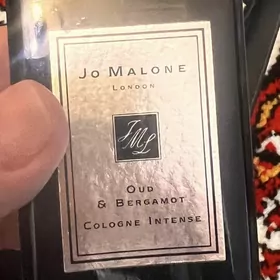 JO MALONE
LONDON
JML
OUD
& BERGAMOT
COLOGNE INTENSE